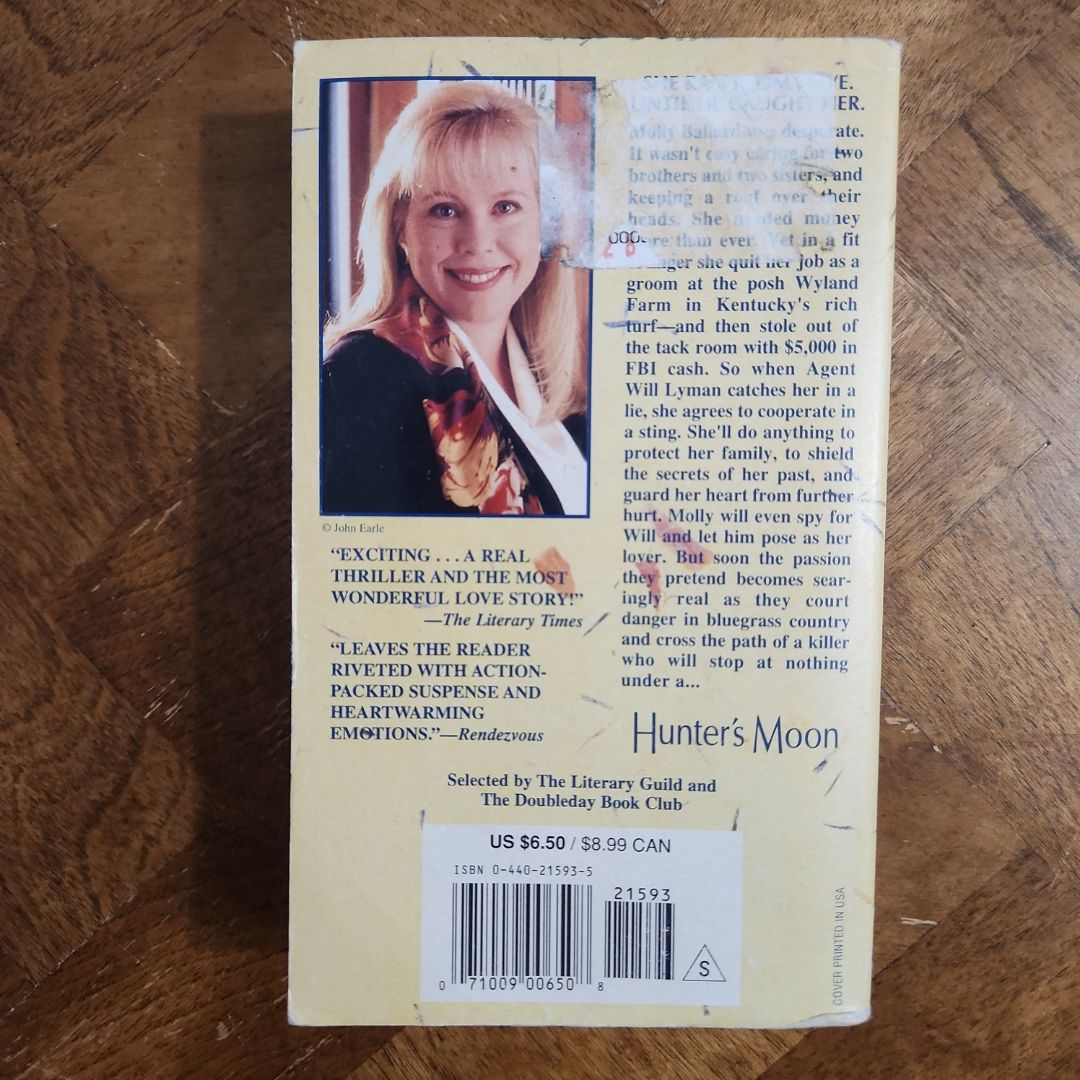 © John Earle
“EXCITING . . . A REAL
THRILLER AND THE MOST
WONDERFUL LOVE STORY!”
—The Literary Times
“LEAVES THE READER
RIVETED WITH ACTION-
PACKED SUSPENSE AND
HEARTWARMING
EMOTIONS.”—Rendezvous
SHE
UNTIL HE CAUGHT HER.
Molly Ballard was desperate.
It wasn't easy caring for two
brothers and two sisters, and
keeping a roof over their
heads. She needed money
more than ever. Yet in a fit
she quit her job as a
groom at the posh Wyland
Farm in Kentucky's rich
turf—and then stole out of
the tack room with $5,000 in
FBI cash. So when Agent
Will Lyman catches her in a
lie, she agrees to cooperate in
a sting. She'll do anything to
protect her family, to shield
the secrets of her past, and
guard her heart from further
hurt. Molly will even spy for
Will and let him pose as her
lover. But soon the passion
they pretend becomes sear-
ingly real as they court
danger in bluegrass country
and cross the path of a killer
who will stop at nothing
under a...
Hunter's Moon
Selected by The Literary Guild and
The Doubleday Book Club
US $6.50 / $8.99 CAN
ISBN 0-440-21593-5
21593
0 71009 00650 8
S
COVER PRINTED IN USA